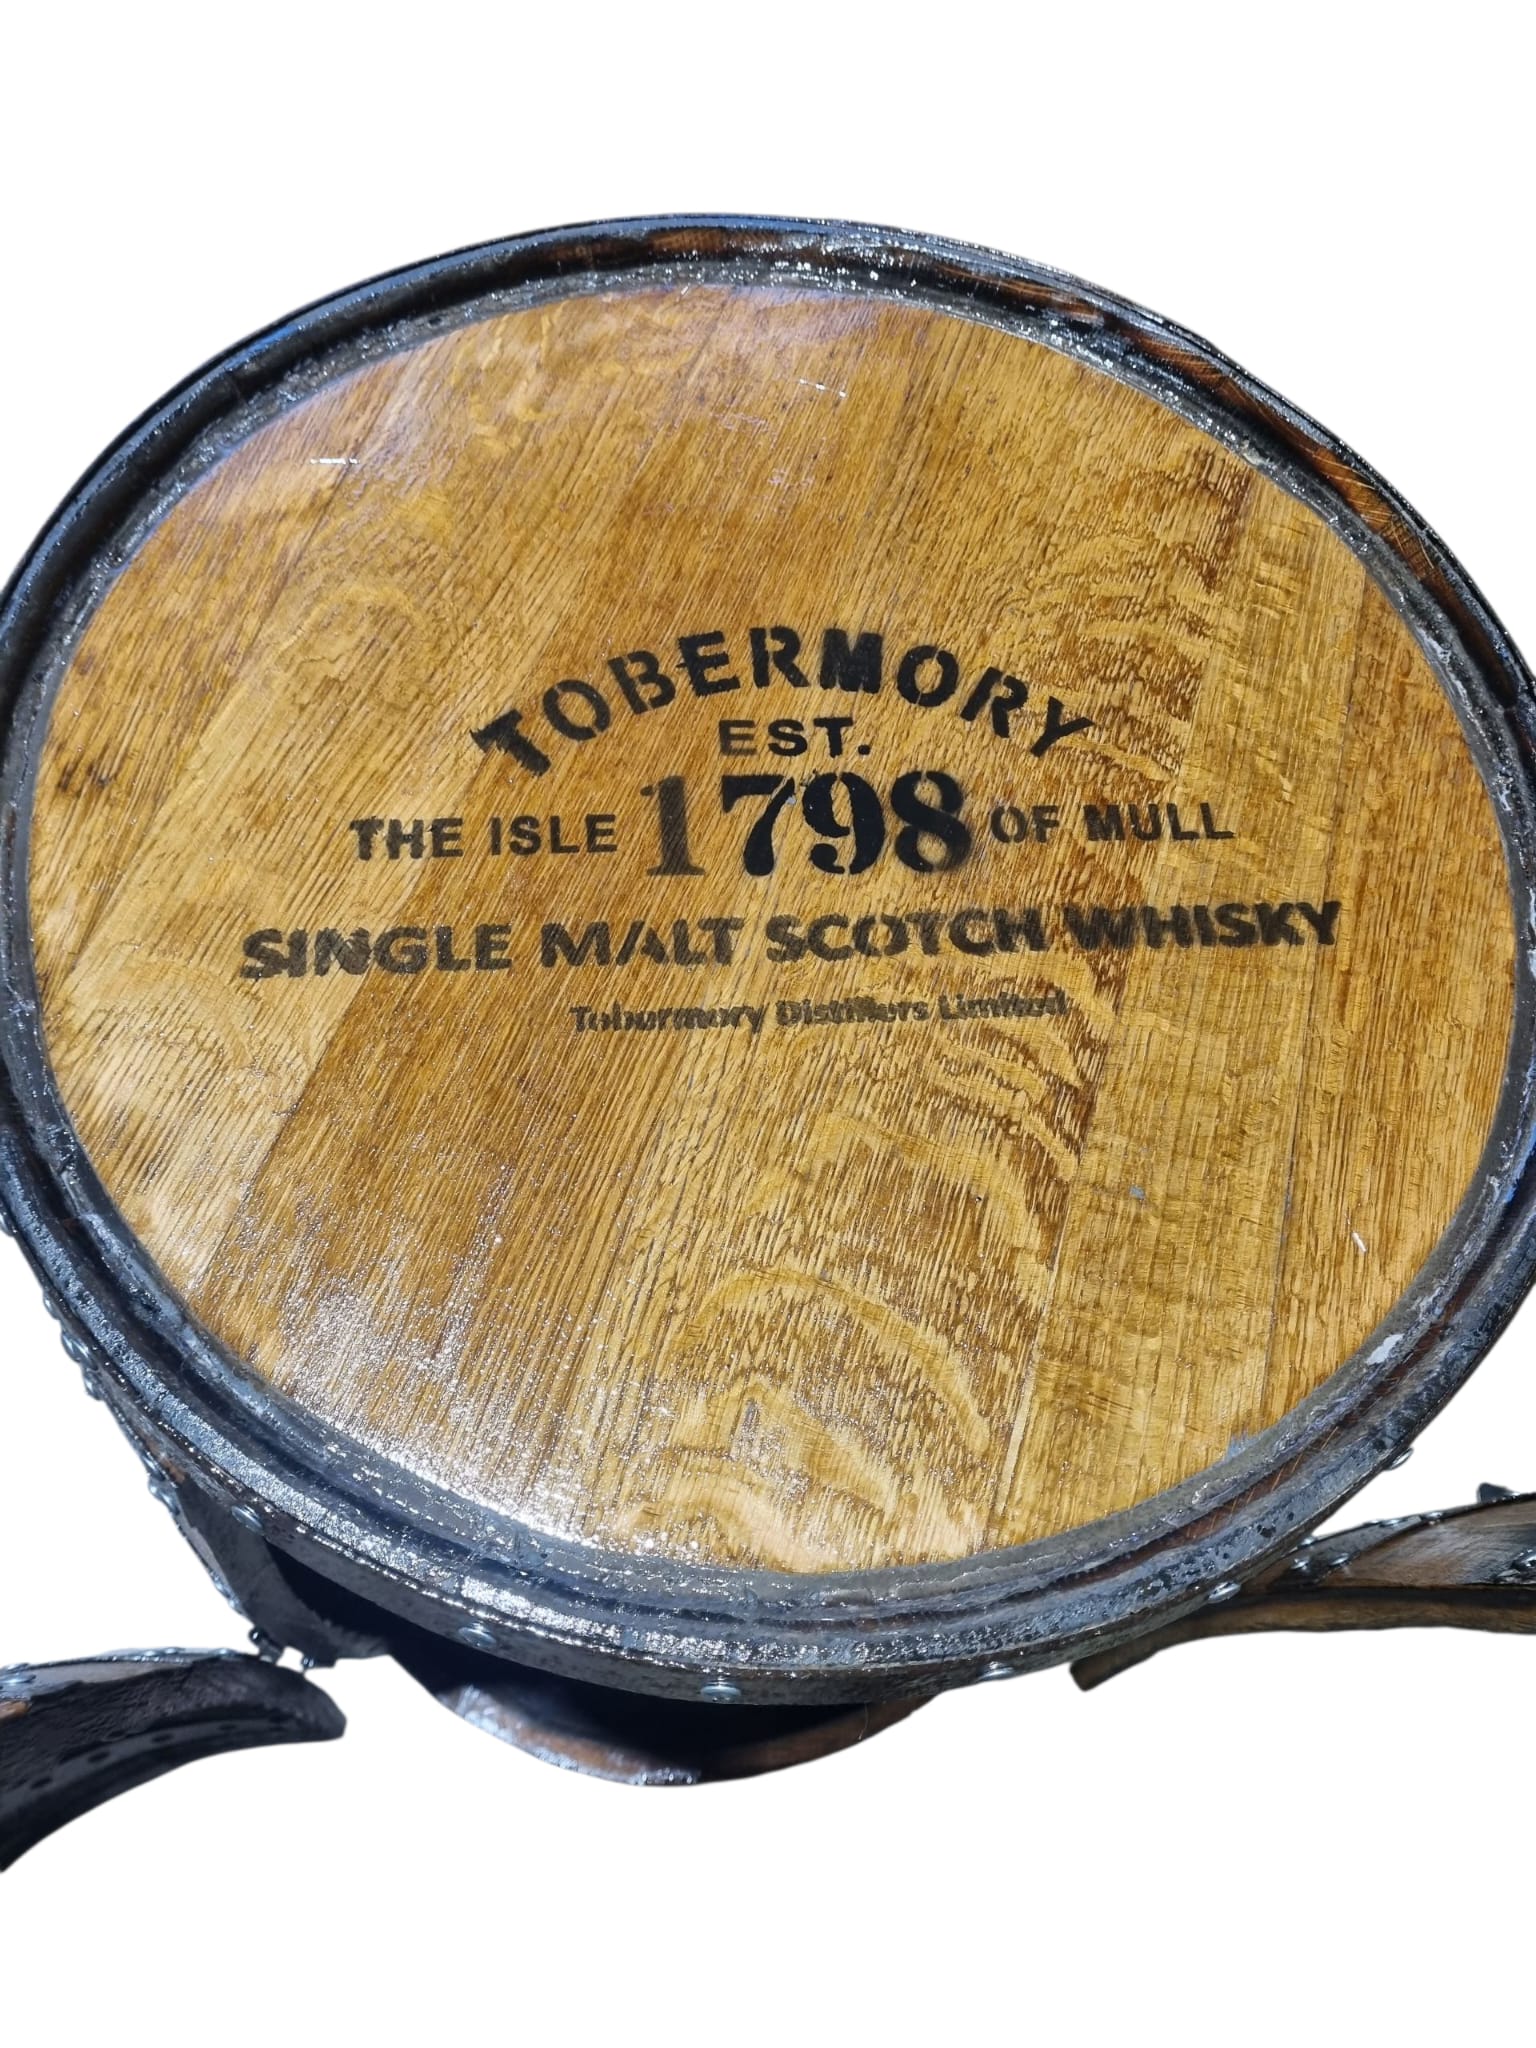 TOBERMORY
EST.
THE ISLE 1798 OF MULL
SINGLE MALT SCOTCH WHISKY
Tobermory Distillers Limited